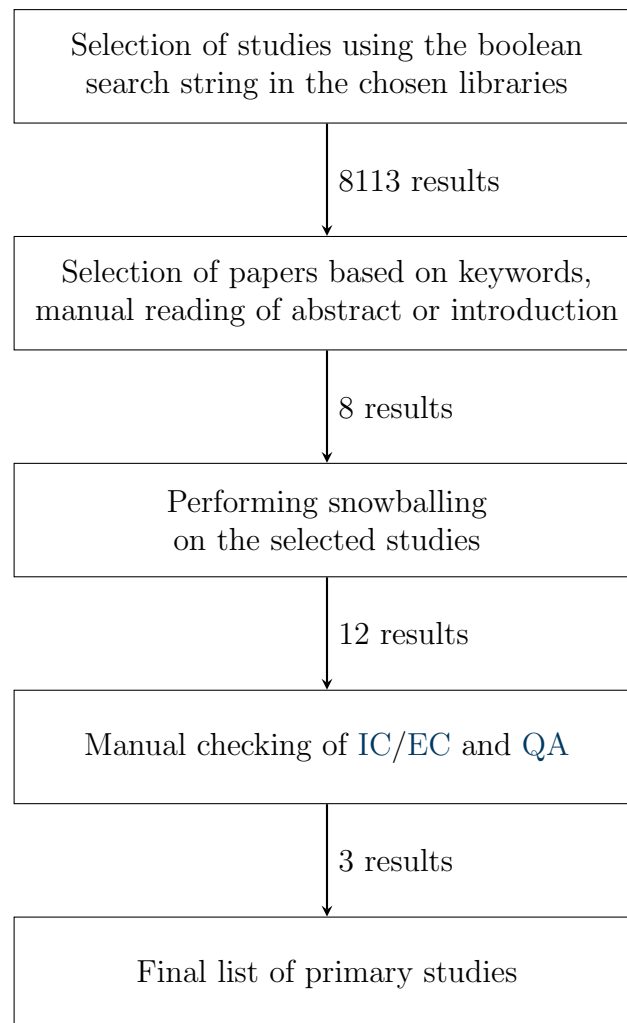 Selection of studies using the boolean
search string in the chosen libraries
8113 results
Selection of papers based on keywords,
manual reading of abstract or introduction
8 results
Performing snowballing
on the selected studies
12 results
Manual checking of IC/EC and QA
3 results
Final list of primary studies